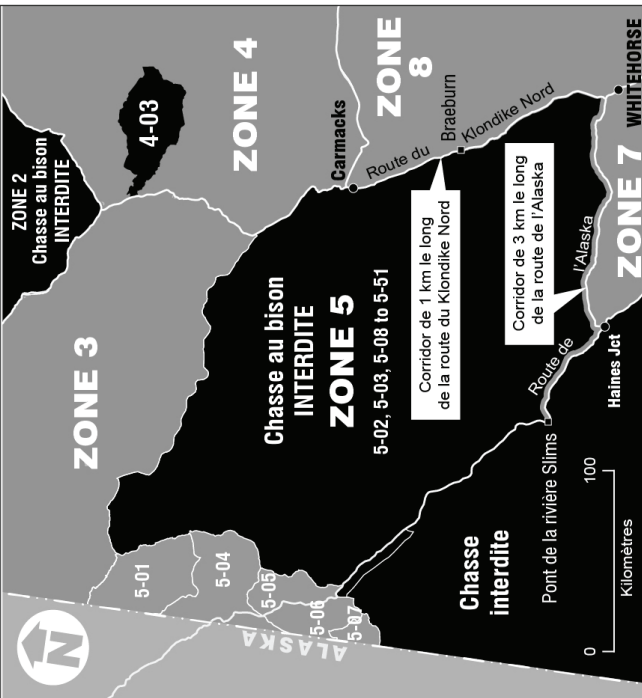 ZONE 2
Chasse au bison
INTERDITE
4-03
ZONE 4
ZONE
8
ZONE 3
Carmacks
Route du
Braeburn
Klondike Nord
WHITEHORSE
Corridor de 1 km le long
de la route du Klondike Nord
Corridor de 3 km le long
de la route de l'Alaska
Chasse au bison
INTERDITE
ZONE 5
5-02, 5-03, 5-08 to 5-51
Route de
l'Alaska
ZONE 7
Haines Jct
Pont de la rivière Slims
Chasse
interdite
5-01
5-04
5-05
5-06
5-07
ALASKA
N
0
100
Kilomètres